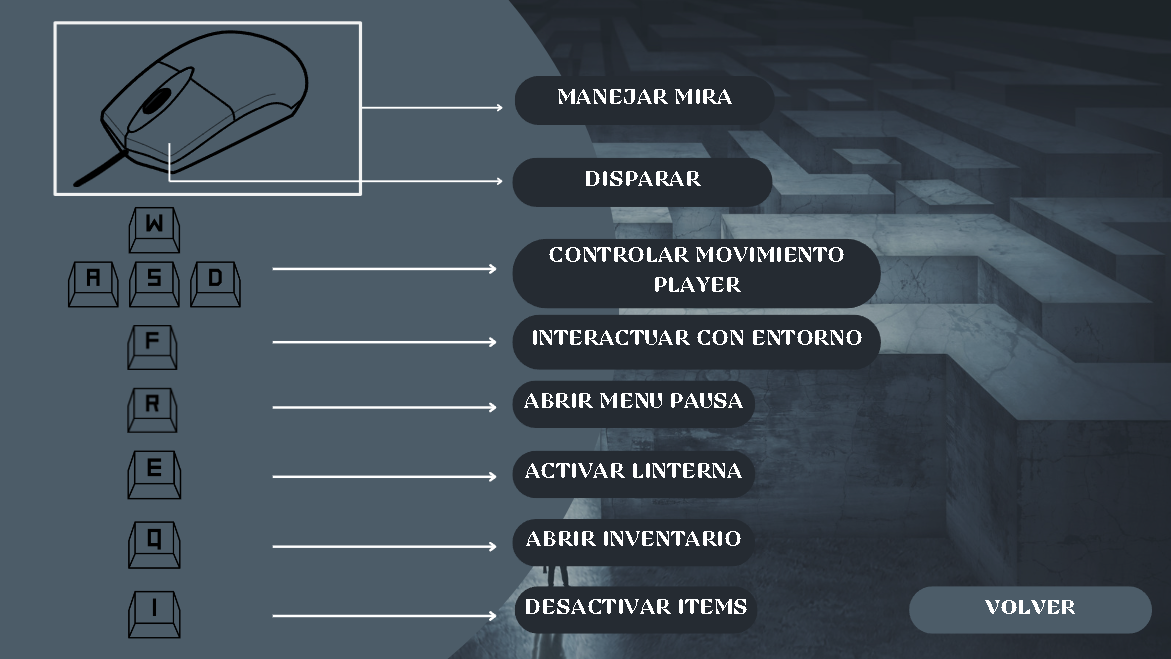 MANEJAR MIRA
DISPARAR
W
A S D
CONTROLAR MOVIMIENTO
PLAYER
F
INTERACTUAR CON ENTORNO
R
ABRIR MENU PAUSA
E
ACTIVAR LINTERNA
Q
ABRIR INVENTARIO
I
DESACTIVAR ITEMS
VOLVER